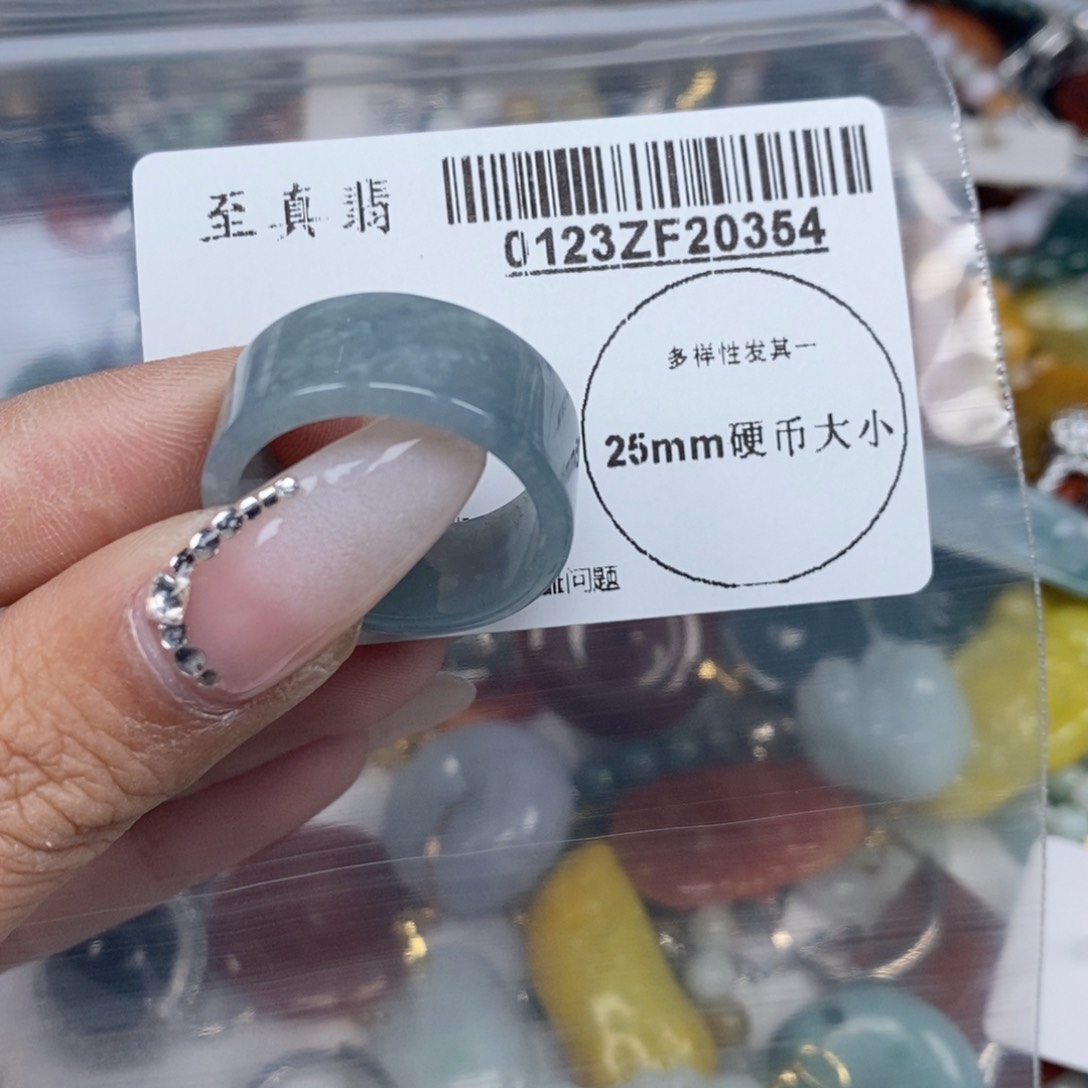 至真翡
0123ZF20354
多样性发其一
25mm硬币大小
问题